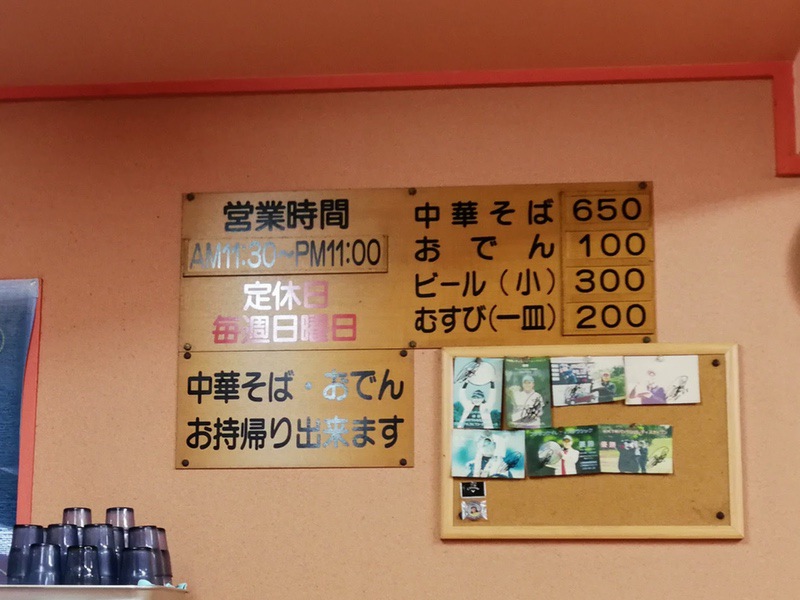 営業時間
AM11:30〜PM11:00
定休日
毎週日曜日
中華そば・おでん
お持帰り出来ます
中華そば 650
おでん 100
ビール(小) 300
むすび(一皿) 200